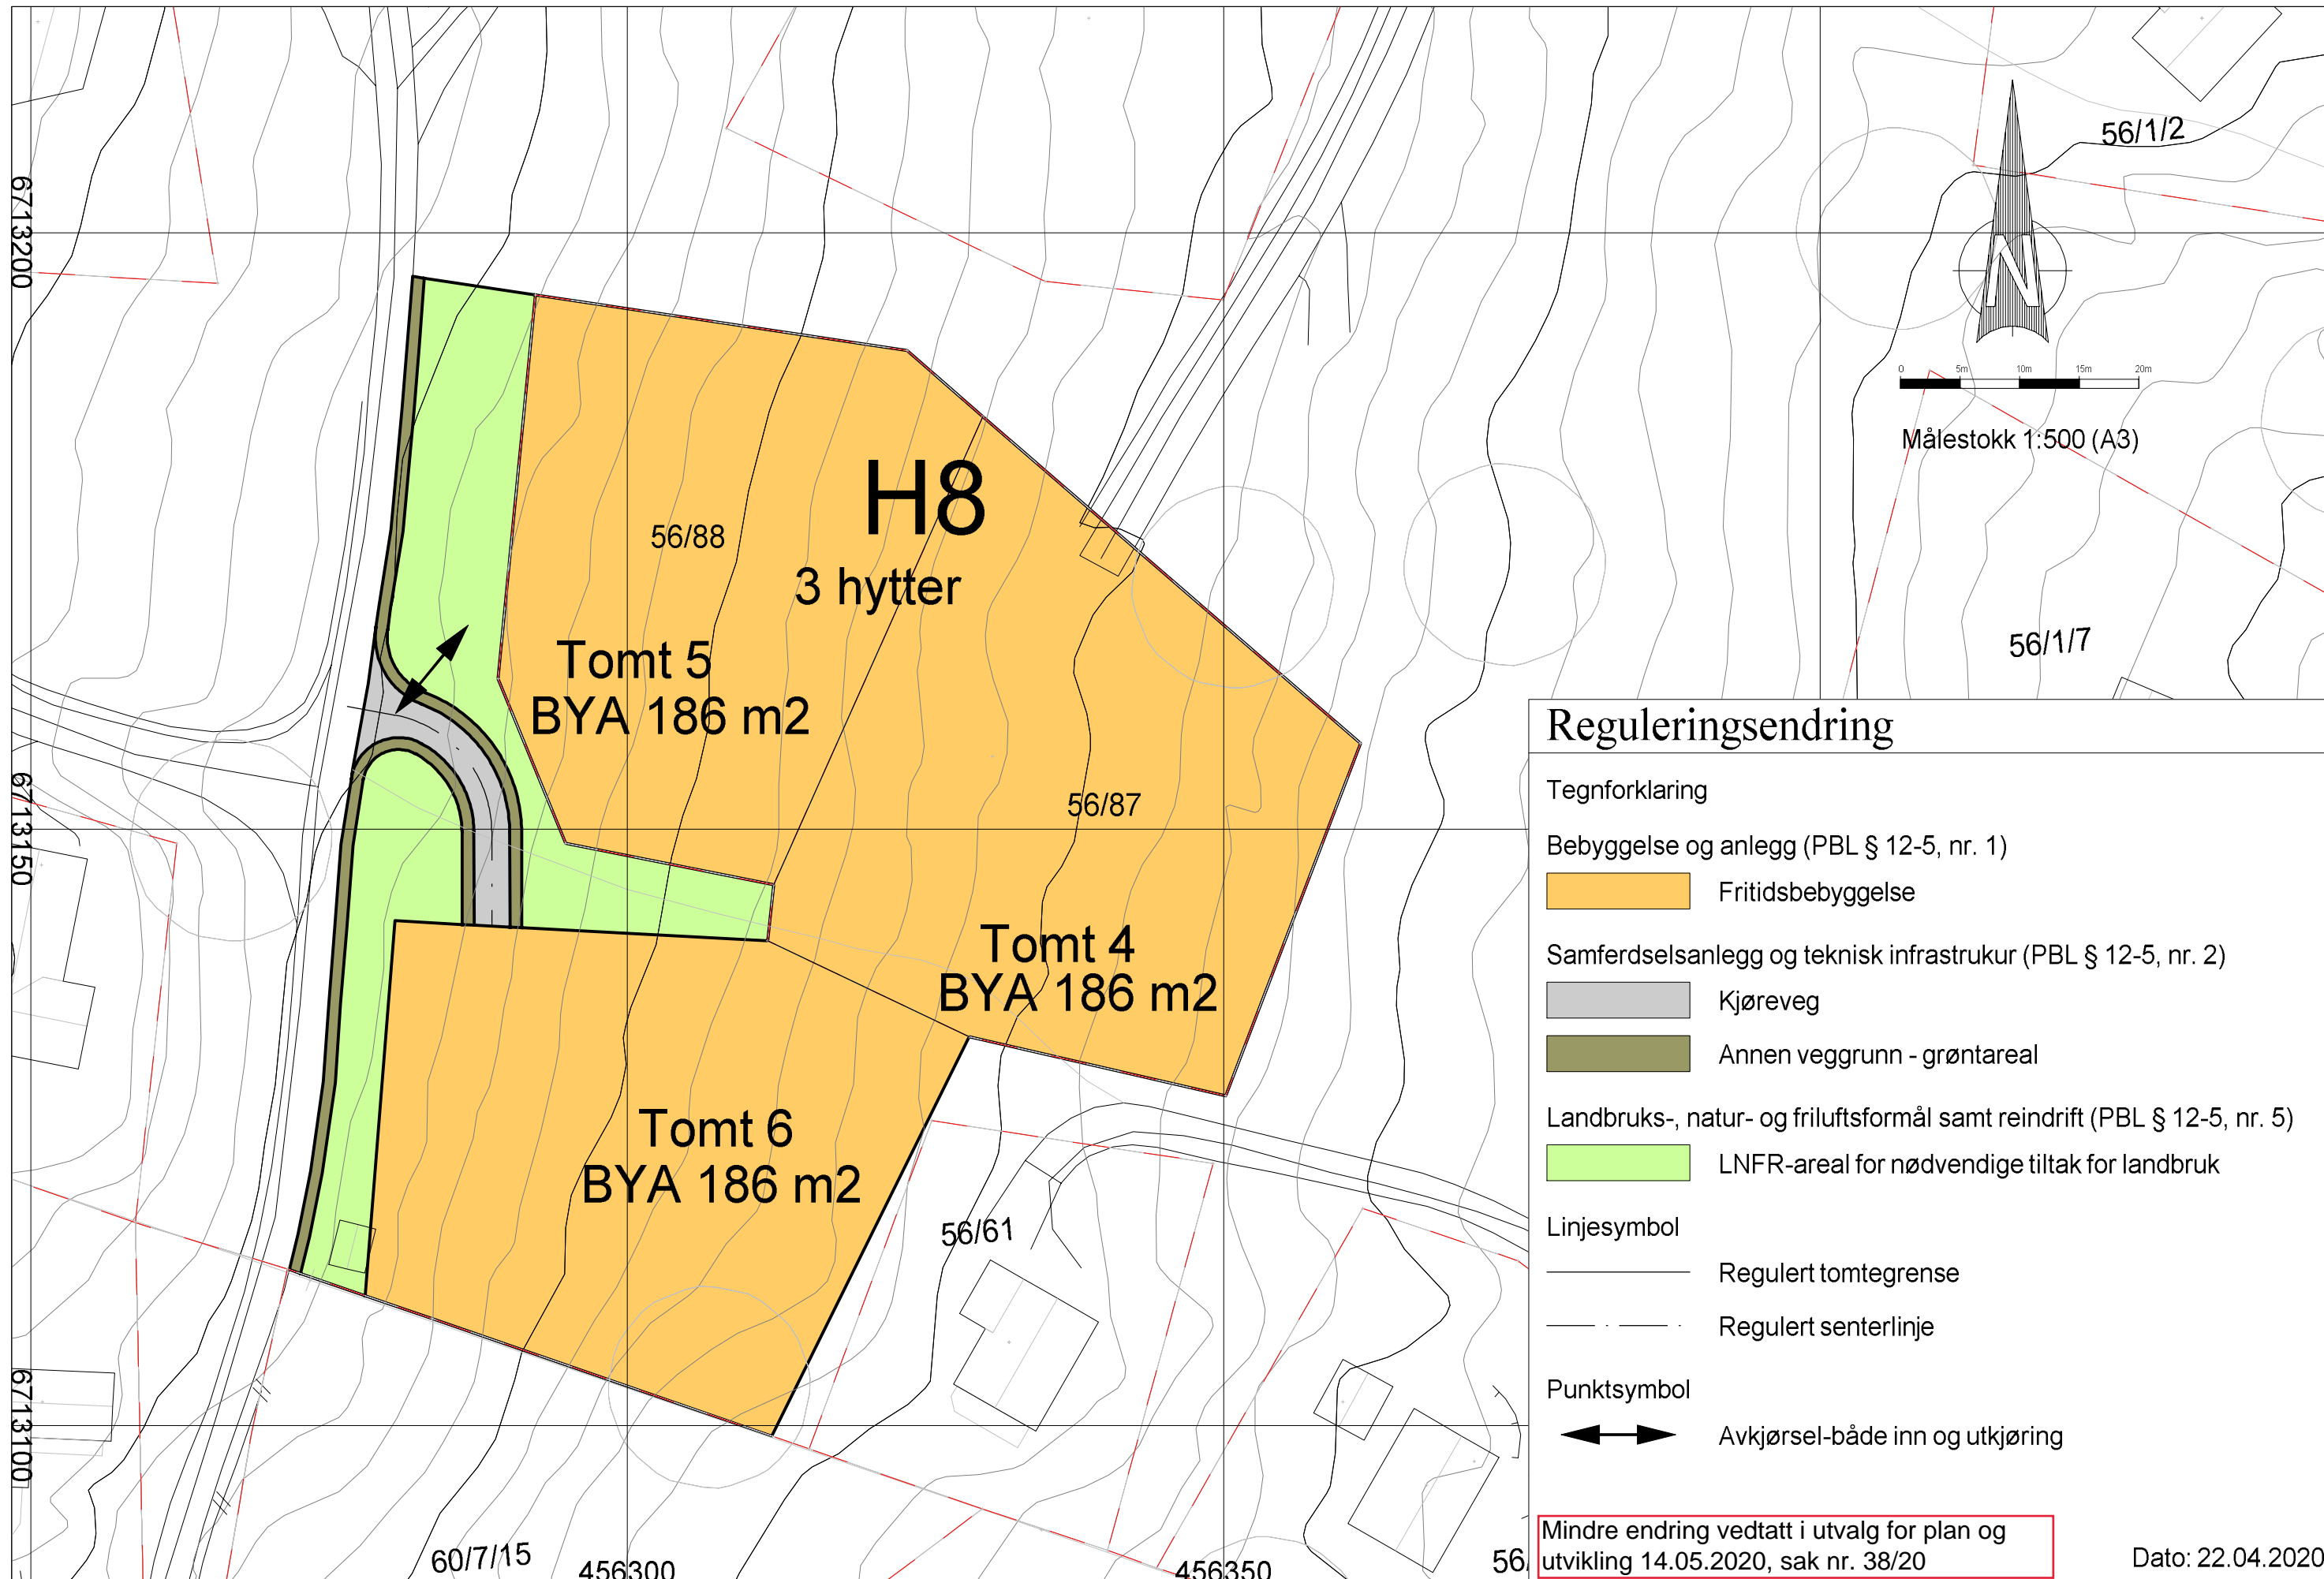 56/1/2
6713200
N
0 5m 10m 15m 20m
Målestokk 1:500 (A3)
H8
56/88
3 hytter
56/1/7
Tomt 5
BYA 186 m2
6713150
56/87
Tomt 4
BYA 186 m2
Tomt 6
BYA 186 m2
56/61
6713100
60/7/15
456300
456350
56/
Reguleringsendring
Tegnforklaring
Bebyggelse og anlegg (PBL § 12-5, nr. 1)
Fritidsbebyggelse
Samferdselsanlegg og teknisk infrastrukur (PBL § 12-5, nr. 2)
Kjøreveg
Annen veggrunn - grøntareal
Landbruks-, natur- og friluftsformål samt reindrift (PBL § 12-5, nr. 5)
LNFR-areal for nødvendige tiltak for landbruk
Linjesymbol
Regulert tomtegrense
Regulert senterlinje
Punktsymbol
Avkjørsel-både inn og utkjøring
Mindre endring vedtatt i utvalg for plan og
utvikling 14.05.2020, sak nr. 38/20
Dato: 22.04.2020